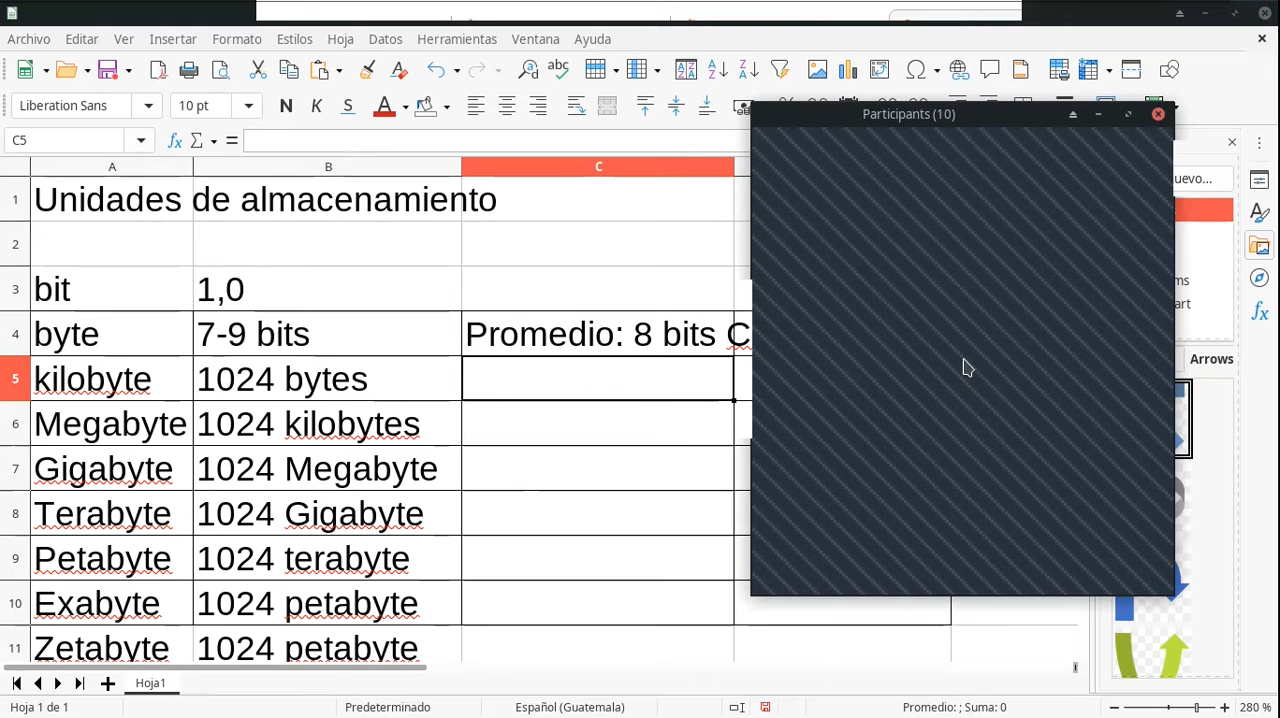 Archivo Editar Ver Insertar Formato Estilos Hoja Datos Herramientas Ventana Ayuda
Liberation Sans 10 pt N K S A
C5
Participants (10)
uevo...
A B C
1 Unidades de almacenamiento
2
3 bit 1,0
4 byte 7-9 bits Promedio: 8 bits C
5 kilobyte 1024 bytes
6 Megabyte 1024 kilobytes
7 Gigabyte 1024 Megabyte
8 Terabyte 1024 Gigabyte
9 Petabyte 1024 terabyte
10 Exabyte 1024 petabyte
11 Zetabyte 1024 petabyte
ms
art
Arrows
Hoja1
Hoja 1 de 1 Predeterminado Español (Guatemala) Promedio: ; Suma: 0 280 %